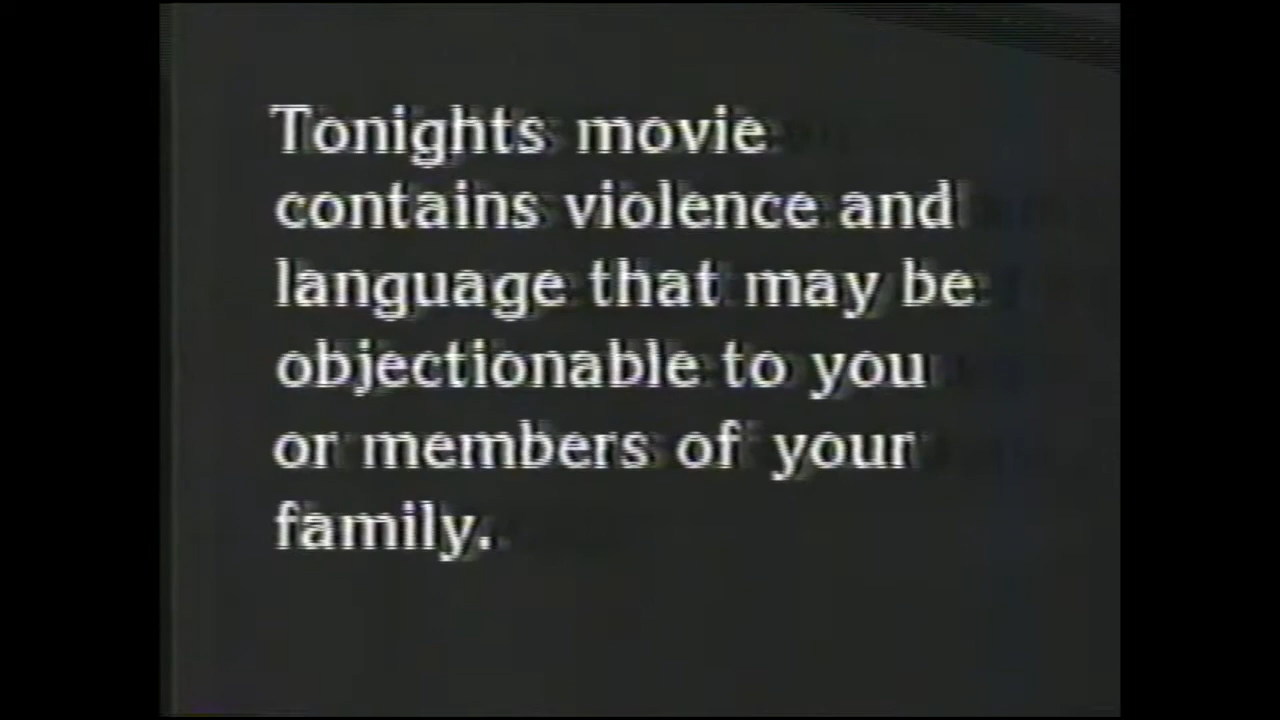 Tonights movie
contains violence and
language that may be
objectionable to you
or members of your
family.